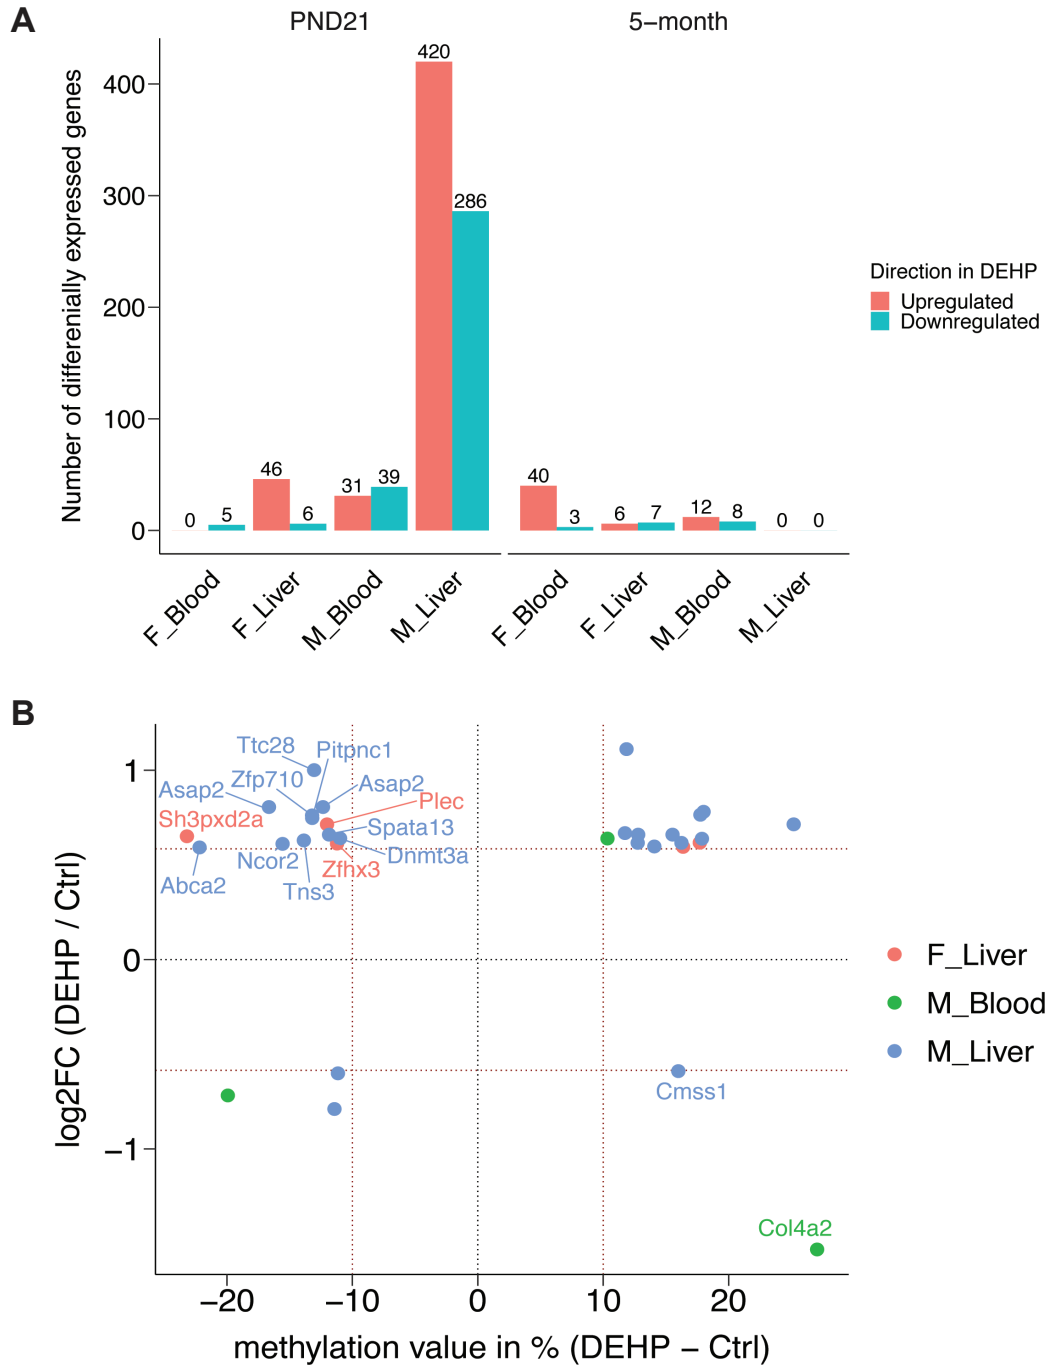 A
PND21
5−month
Number of differenially expressed genes
400
300
200
100
0
420
286
46
31
39
0
5
6
40
3
6
7
12
8
0
0
F_Blood
F_Liver
M_Blood
M_Liver
F_Blood
F_Liver
M_Blood
M_Liver
Direction in DEHP
Upregulated
Downregulated
B
log2FC (DEHP / Ctrl)
1
0
−1
Ttc28
Pitpnc1
Zfp710
Asap2
Asap2
Plec
Sh3pxd2a
Spata13
Ncor2
Dnmt3a
Zfhx3
Abca2
Tns3
Cmss1
Col4a2
F_Liver
M_Blood
M_Liver
−20
−10
0
10
20
methylation value in % (DEHP − Ctrl)